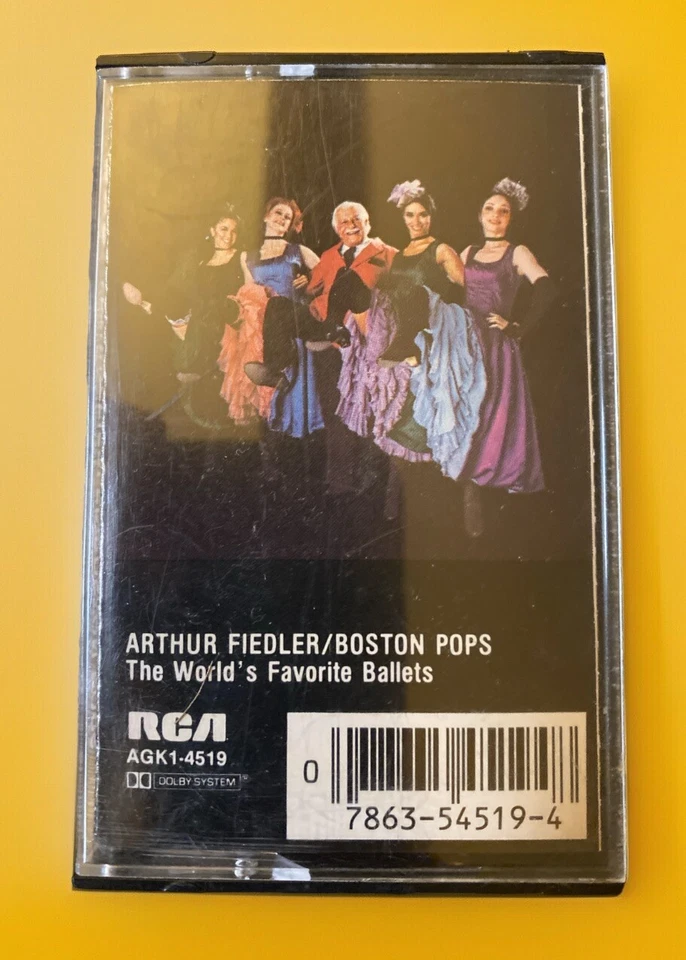 ARTHUR FIEDLER/BOSTON POPS
The World's Favorite Ballets
RCA
AGK1-4519
DOLBY SYSTEM®
0
7863-54519-4